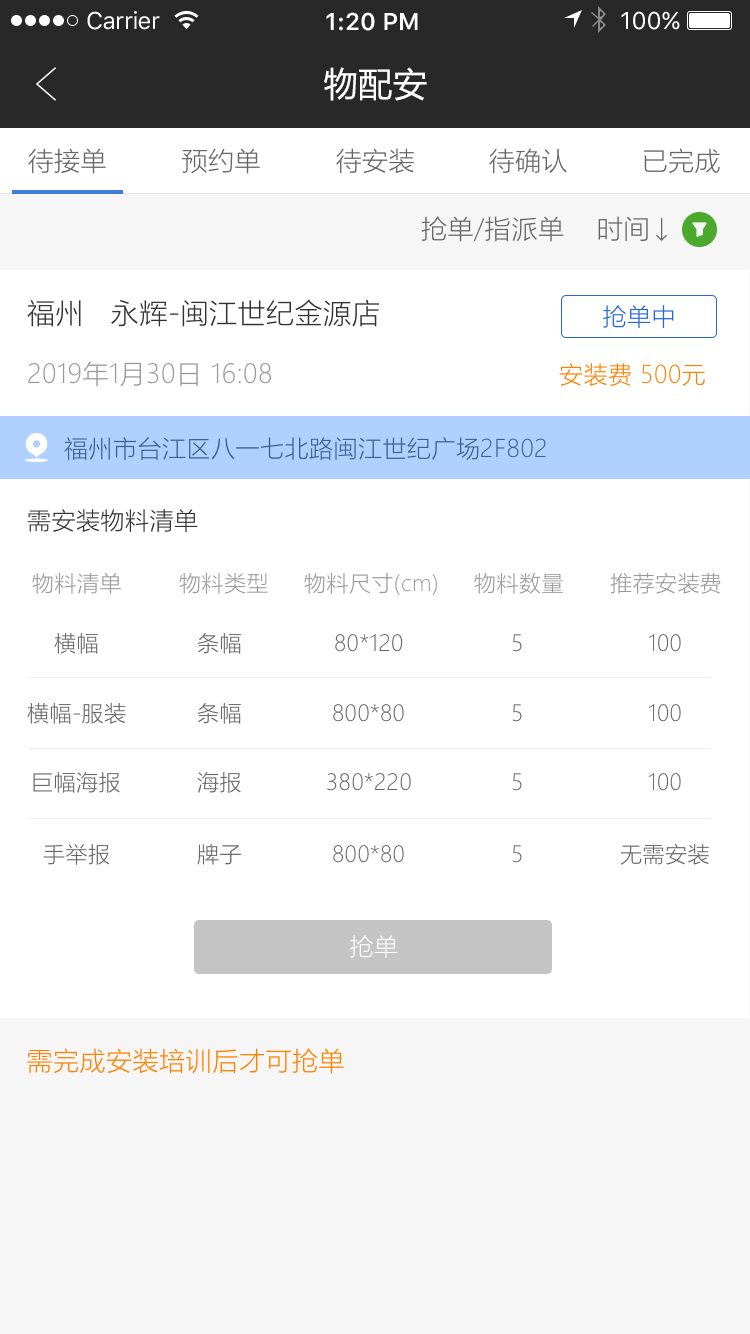 Carrier 1:20 PM 100%
物配安
待接单 预约单 待安装 待确认 已完成
抢单/指派单 时间↓
福州 永辉-闽江世纪金源店 抢单中
2019年1月30日 16:08 安装费 500元
福州市台江区八一七北路闽江世纪广场2F802
需安装物料清单
物料清单 物料类型 物料尺寸(cm) 物料数量 推荐安装费
横幅 条幅 80*120 5 100
横幅-服装 条幅 800*80 5 100
巨幅海报 海报 380*220 5 100
手举报 牌子 800*80 5 无需安装
抢单
需完成安装培训后才可抢单